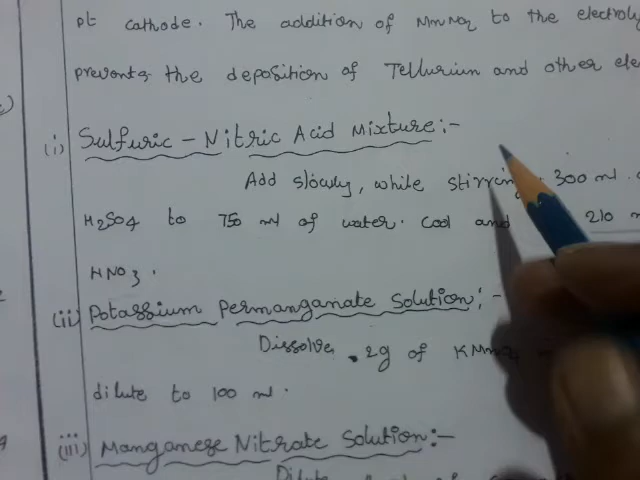 pt cathode. The addition of MnNO2 to the electroly
prevents the deposition of Tellurium and other ele
(i) Sulfuric - Nitric Acid Mixture:-
Add slowly, while stirring 300 ml.
H2SO4 to 750 ml of water. Cool and 210 m
HNO3.
(ii) Potassium Permanganate Solution:-
Dissolve 2g of
dilute to 100 ml.
(iii) Manganese Nitrate Solution:-